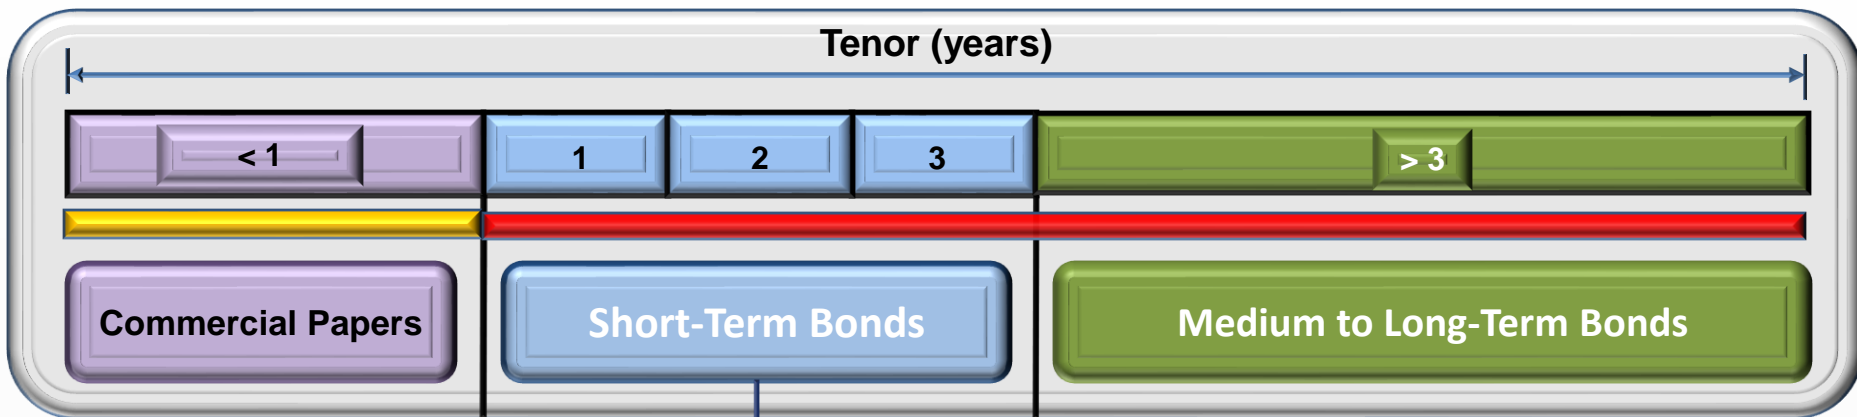 Tenor (years)
< 1
1
2
3
> 3
Commercial Papers
Short-Term Bonds
Medium to Long-Term Bonds